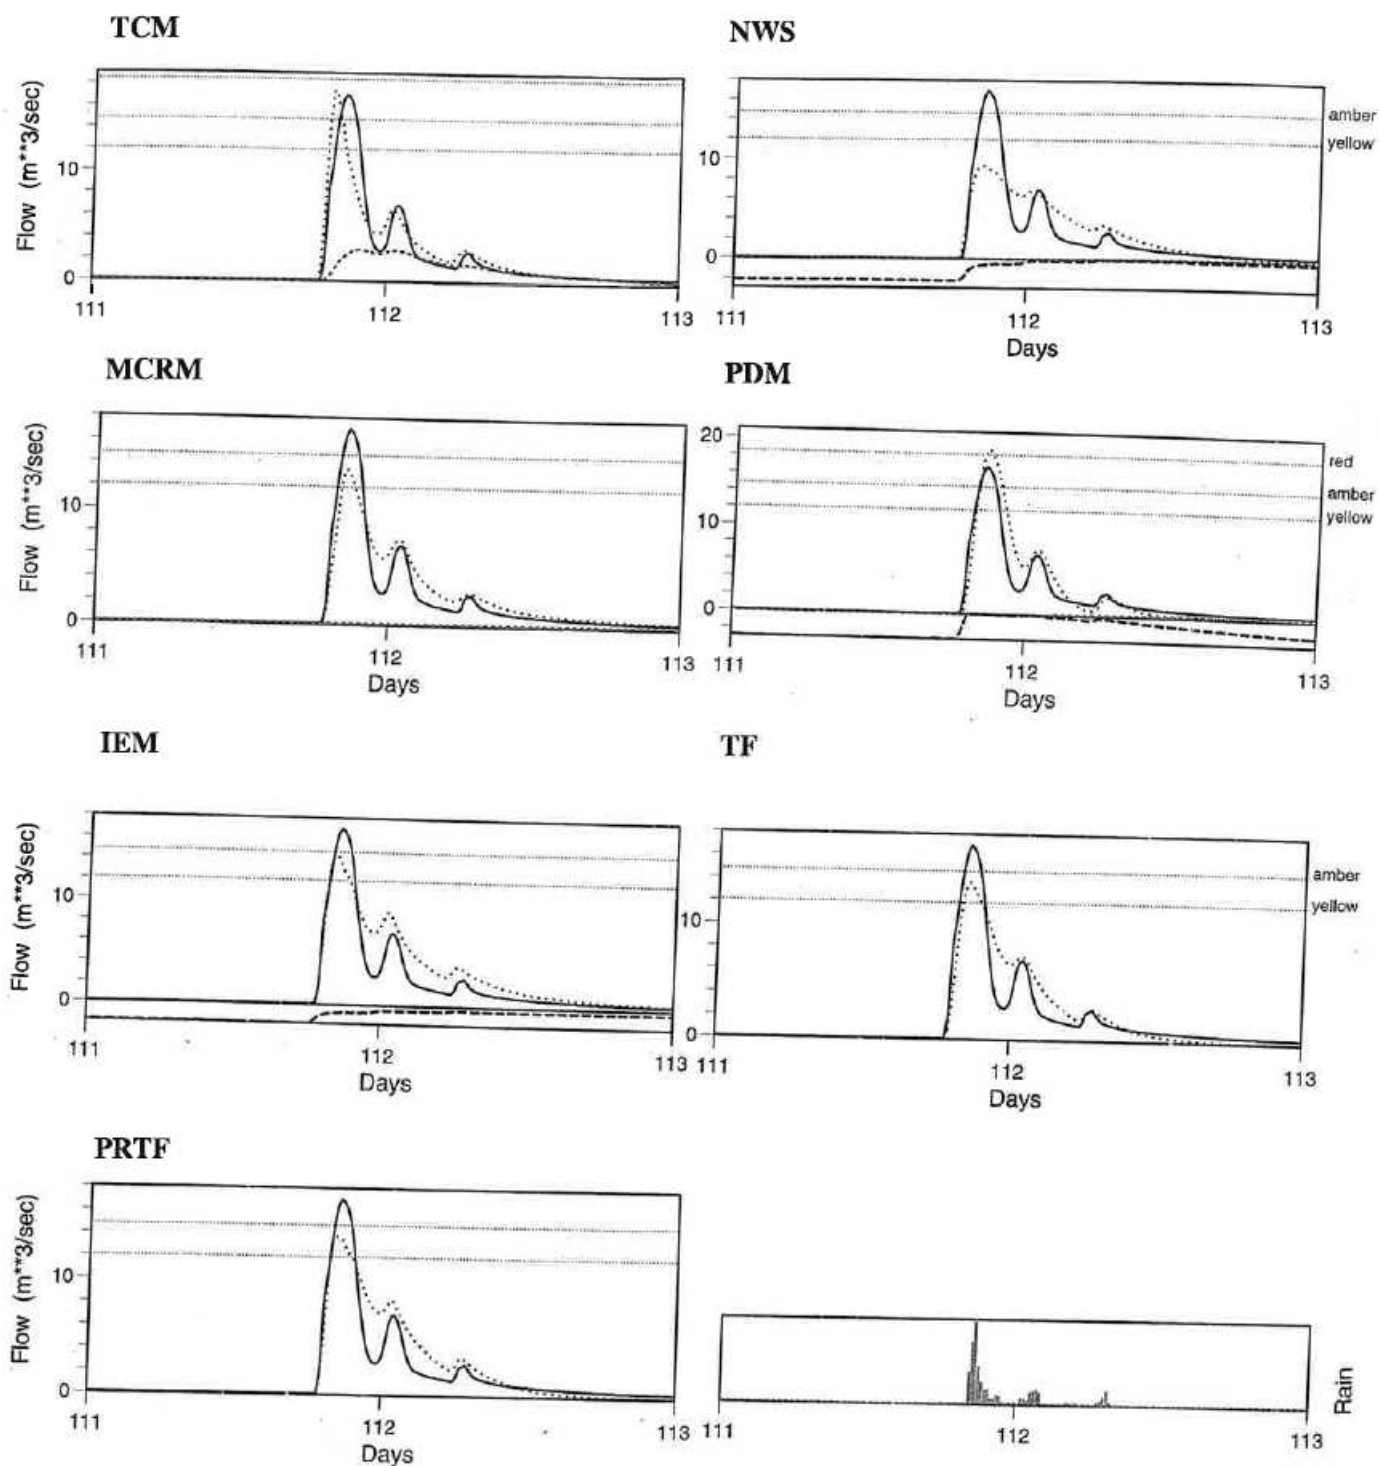 TCM
Flow (m**3/sec)
10
0
111
112
113
NWS
amber
yellow
10
0
111
112
113
Days
MCRM
Flow (m**3/sec)
10
0
111
112
113
Days
PDM
20
red
amber
yellow
10
0
111
112
113
Days
IEM
Flow (m**3/sec)
10
0
111
112
113
Days
TF
amber
yellow
10
0
111
112
113
Days
PRTF
Flow (m**3/sec)
10
0
111
112
113
Days
Rain
111
112
113